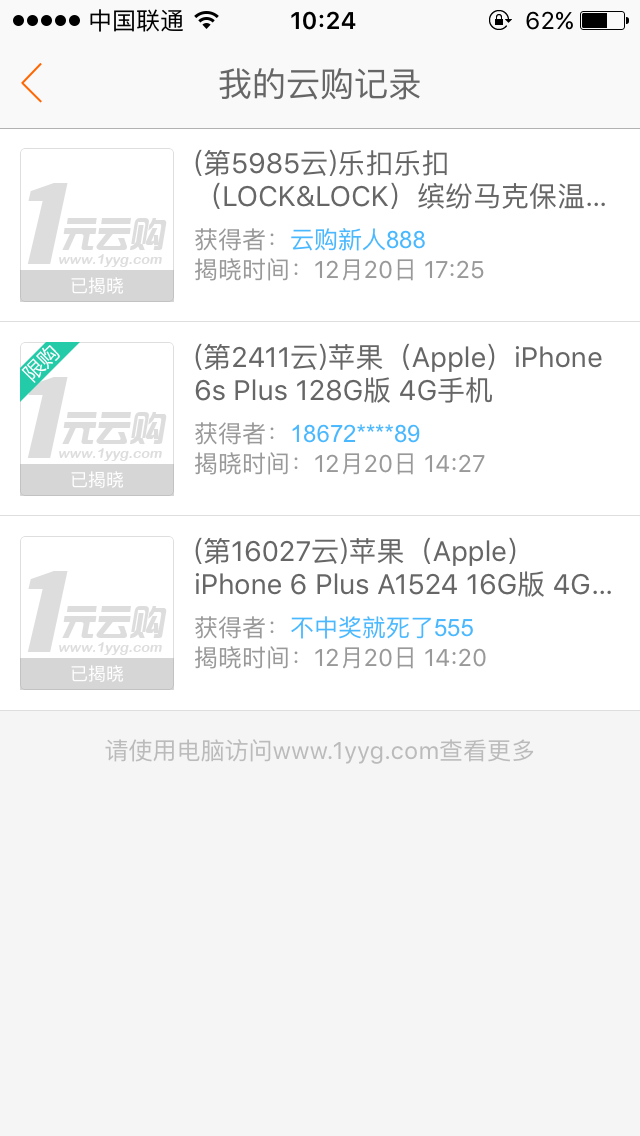 中国联通 10:24 62%
我的云购记录
(第5985云)乐扣乐扣
（LOCK&LOCK）缤纷马克保温...
获得者：云购新人888
揭晓时间：12月20日 17:25
1元云购
www.1yyg.com
已揭晓
限购
(第2411云)苹果（Apple）iPhone
6s Plus 128G版 4G手机
获得者：18672****89
揭晓时间：12月20日 14:27
1元云购
www.1yyg.com
已揭晓
(第16027云)苹果（Apple）
iPhone 6 Plus A1524 16G版 4G...
获得者：不中奖就死了555
揭晓时间：12月20日 14:20
1元云购
www.1yyg.com
已揭晓
请使用电脑访问www.1yyg.com查看更多